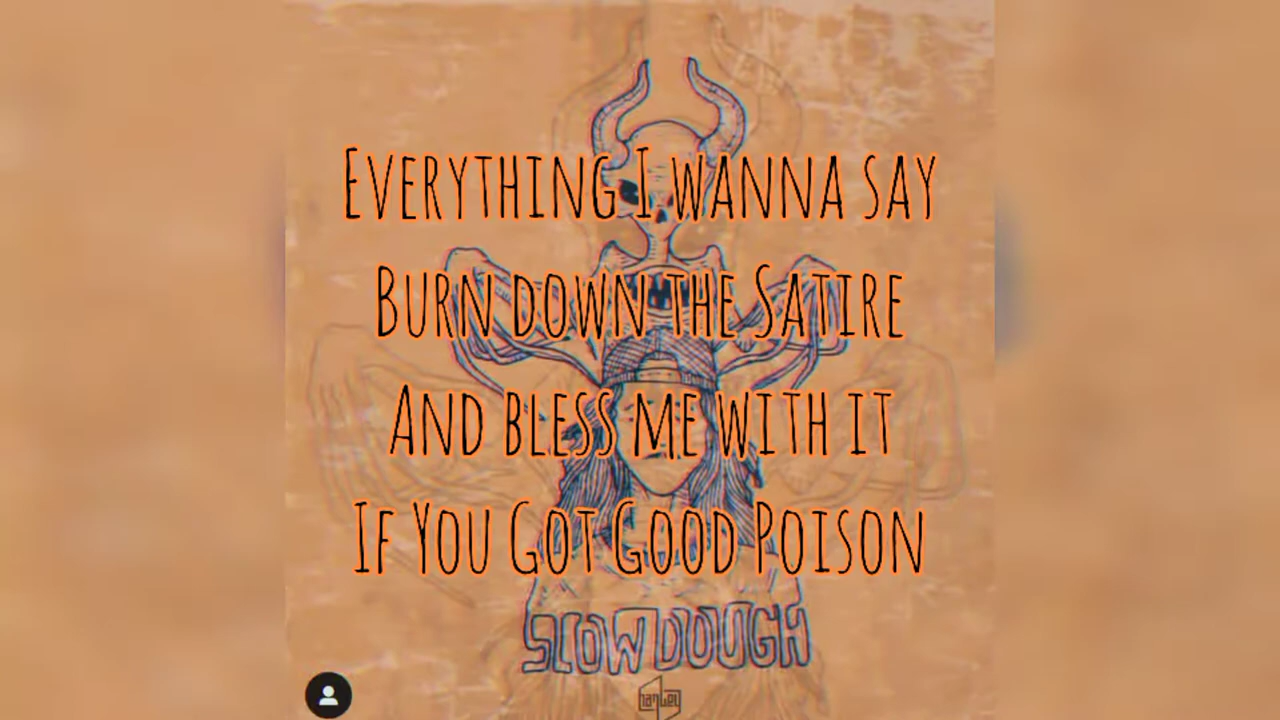 Everything I wanna say
Burn down the Satire
And bless me with it
If You Got Good Poison
SLOW DOUGH